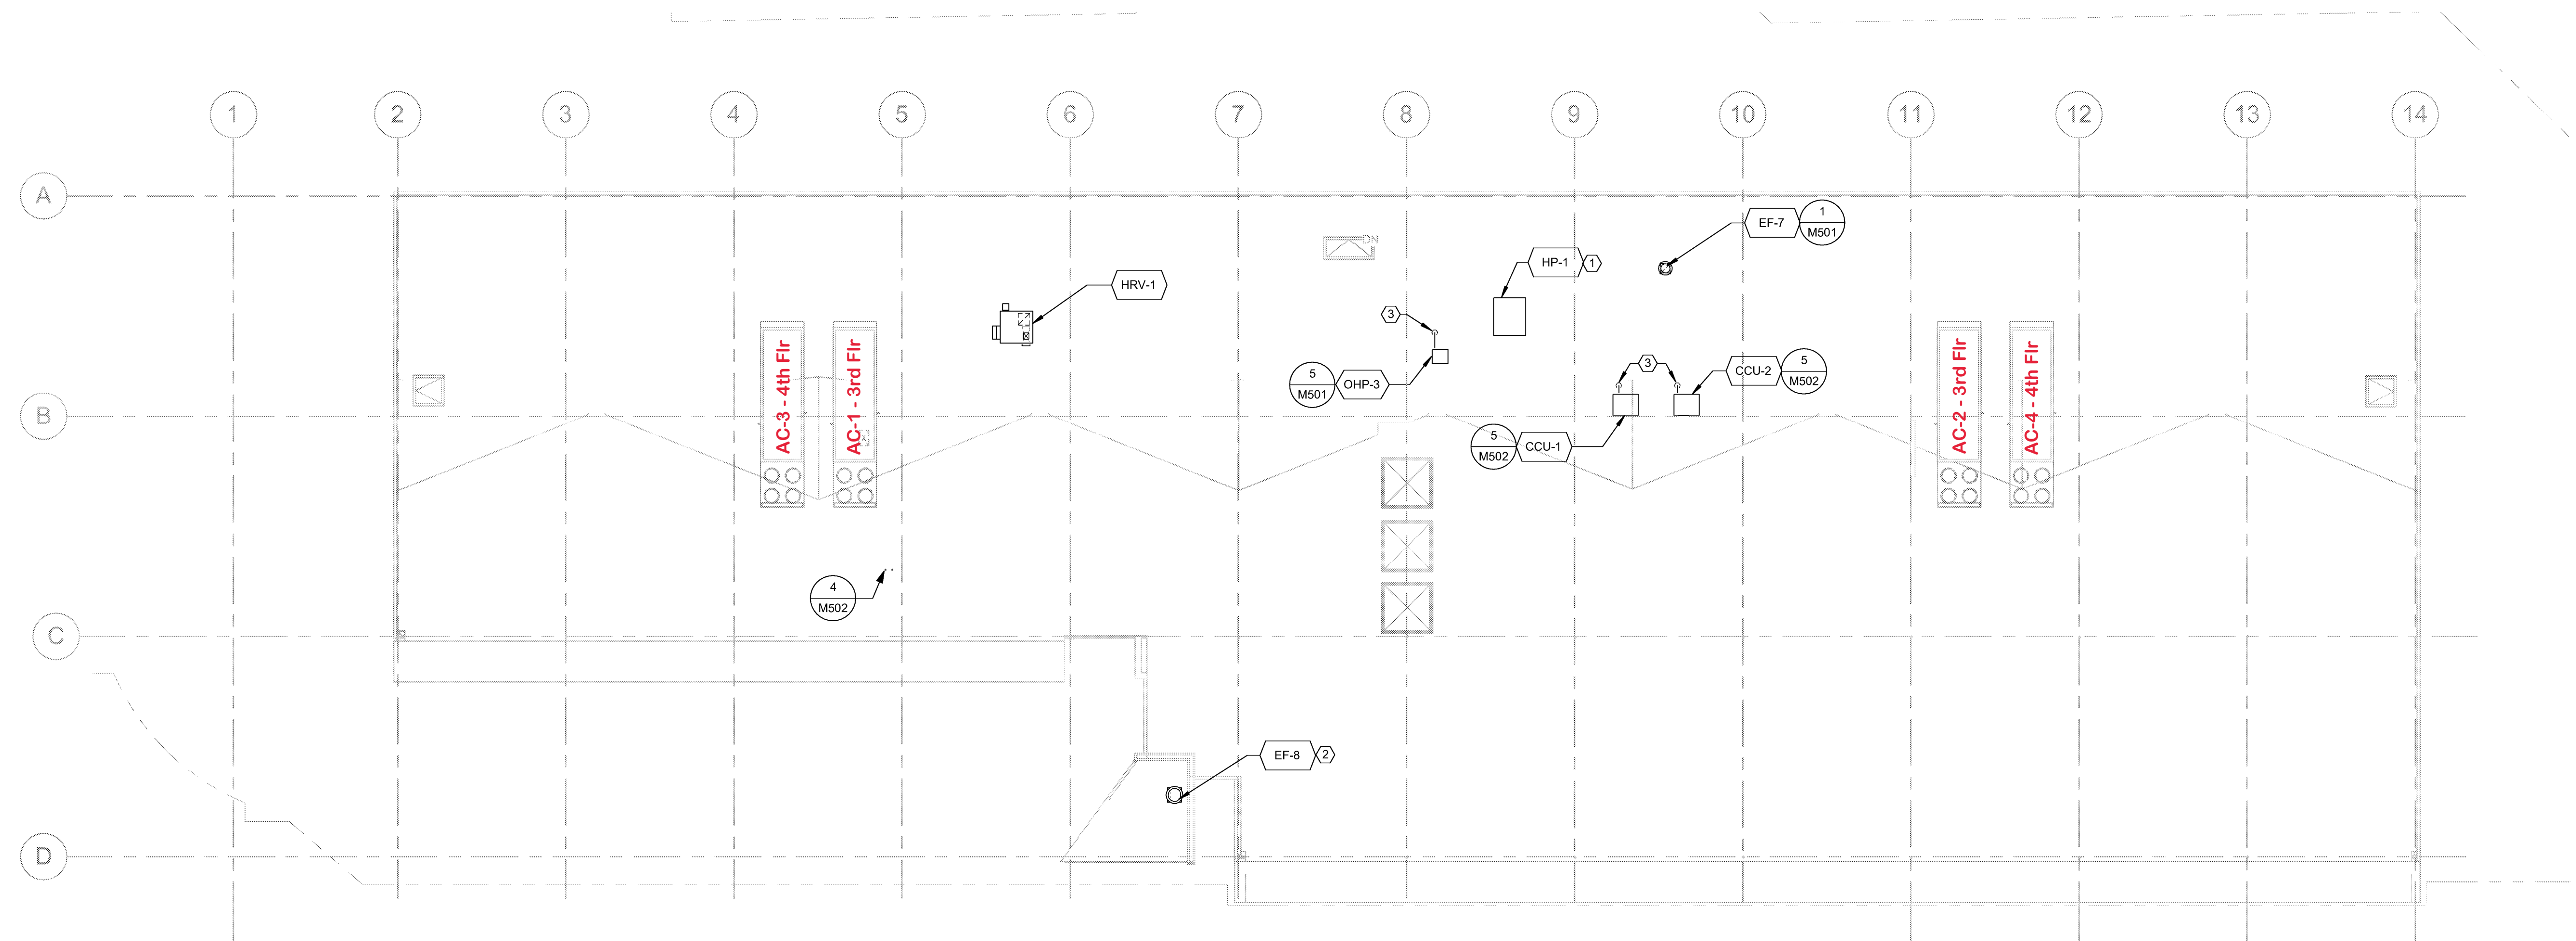 1 2 3 4 5 6 7 8 9 10 11 12 13 14
A
1
EF-7
M501
DN
HP-1 1
HRV-1
3
AC-3 - 4th Flr
AC-1 - 3rd Flr
AC-2 - 3rd Flr
AC-4 - 4th Flr
5
OHP-3
M501
3
5
CCU-2
M502
B
5
CCU-1
M502
4
M502
C
EF-8 2
D